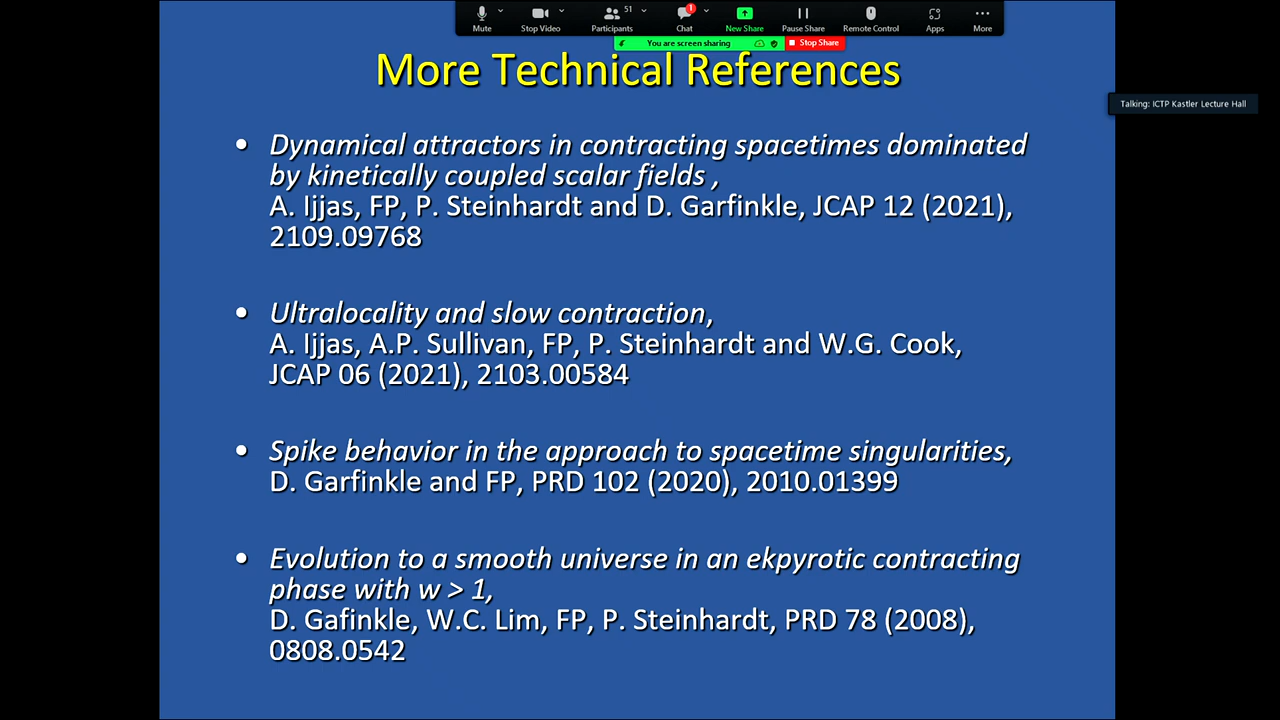 51
1
Mute
Stop Video
Participants
Chat
New Share
Pause Share
Remote Control
Apps
More
You are screen sharing
Stop Share
More Technical References
Talking: ICTP Kastler Lecture Hall
• Dynamical attractors in contracting spacetimes dominated
by kinetically coupled scalar fields ,
A. Ijjas, FP, P. Steinhardt and D. Garfinkle, JCAP 12 (2021),
2109.09768
• Ultralocality and slow contraction,
A. Ijjas, A.P. Sullivan, FP, P. Steinhardt and W.G. Cook,
JCAP 06 (2021), 2103.00584
• Spike behavior in the approach to spacetime singularities,
D. Garfinkle and FP, PRD 102 (2020), 2010.01399
• Evolution to a smooth universe in an ekpyrotic contracting
phase with w > 1,
D. Gafinkle, W.C. Lim, FP, P. Steinhardt, PRD 78 (2008),
0808.0542